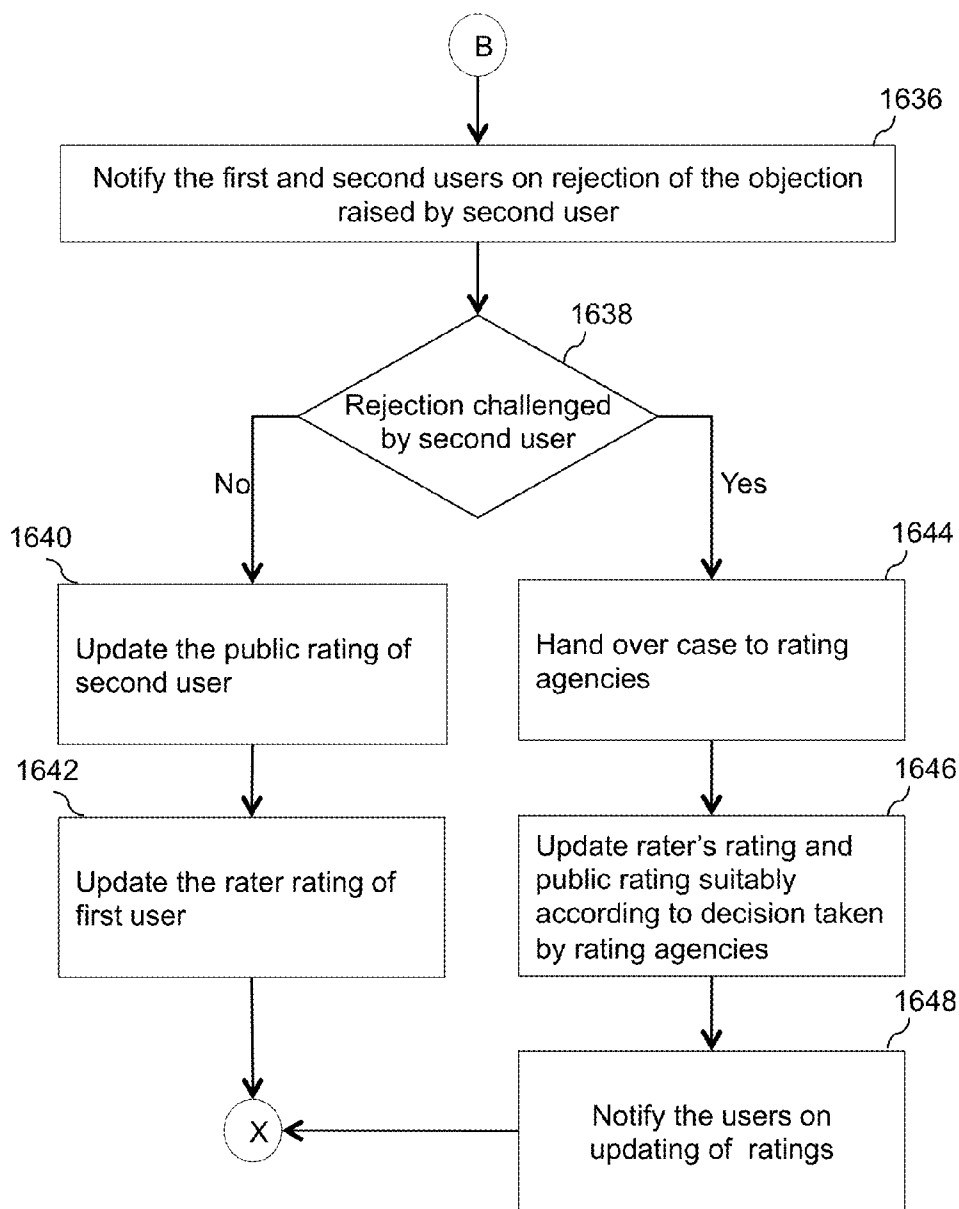 B
1636
Notify the first and second users on rejection of the objection
raised by second user
1638
Rejection challenged
by second user
No
Yes
1640
1644
Update the public rating of
second user
Hand over case to rating
agencies
1642
1646
Update the rater rating of
first user
Update rater's rating and
public rating suitably
according to decision taken
by rating agencies
1648
X
Notify the users on
updating of ratings